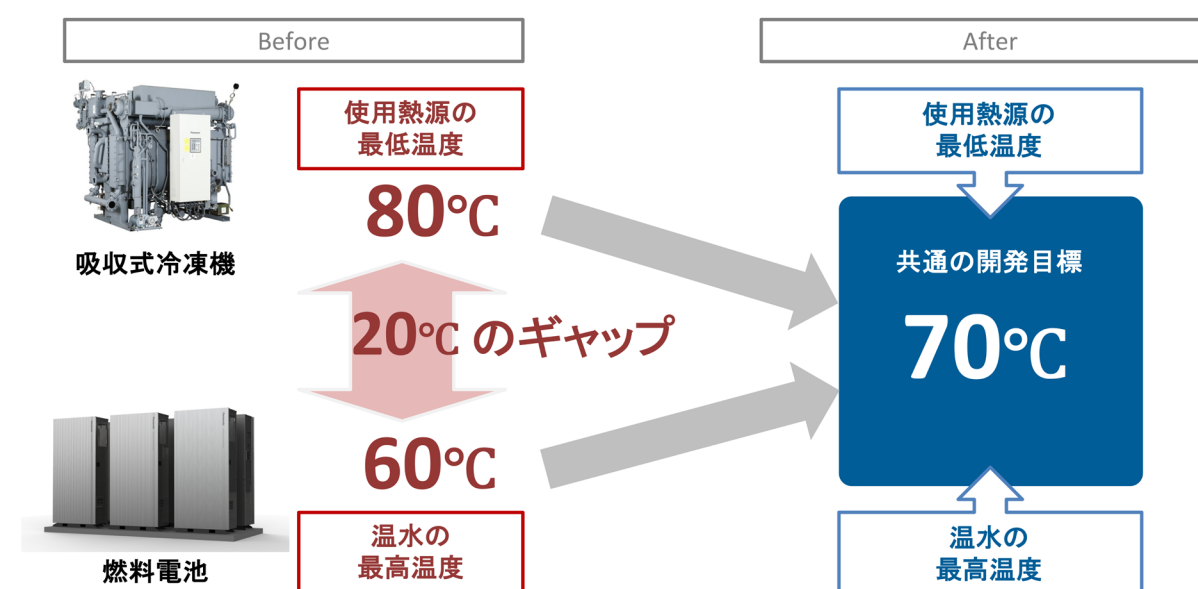 Before
After
使用熱源の
最低温度
80℃
吸収式冷凍機
20℃ のギャップ
60℃
温水の
最高温度
燃料電池
使用熱源の
最低温度
共通の開発目標
70℃
温水の
最高温度